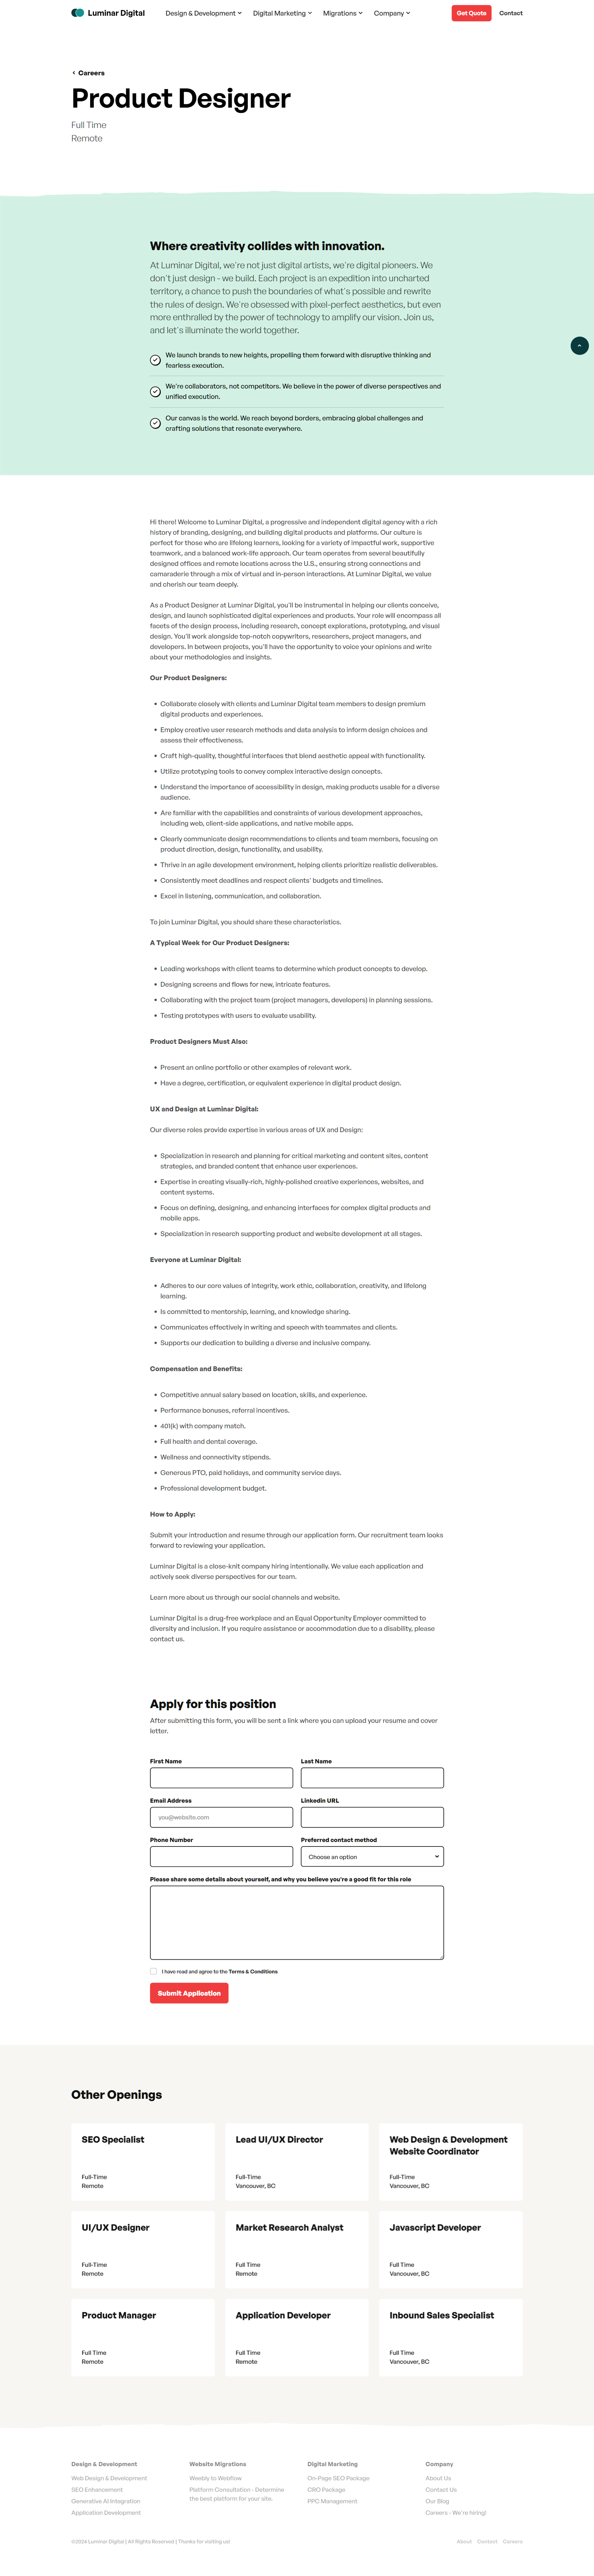 Luminar Digital
Design & Development
Digital Marketing
Migrations
Company
Get Quote
Contact
Careers
Product Designer
Full Time
Remote
Where creativity collides with innovation.
At Luminar Digital, we're not just digital artists, we're digital pioneers. We
don't just design - we build. Each project is an expedition into uncharted
territory, a chance to push the boundaries of what's possible and rewrite
the rules of design. We're obsessed with pixel-perfect aesthetics, but even
more enthralled by the power of technology to amplify our vision. Join us,
and let's illuminate the world together.
We launch brands to new heights, propelling them forward with disruptive thinking and
fearless execution.
We're collaborators, not competitors. We believe in the power of diverse perspectives and
unified execution.
Our canvas is the world. We reach beyond borders, embracing global challenges and
crafting solutions that resonate everywhere.
Hi there! Welcome to Luminar Digital, a progressive and independent digital agency with a rich
history of branding, designing, and building digital products and platforms. Our culture is
perfect for those who are lifelong learners, looking for a variety of impactful work, supportive
teamwork, and a balanced work-life approach. Our team operates from several beautifully
designed offices and remote locations across the U.S., ensuring strong connections and
camaraderie through a mix of virtual and in-person interactions. At Luminar Digital, we value
and cherish our team deeply.
As a Product Designer at Luminar Digital, you'll be instrumental in helping our clients conceive,
design, and launch sophisticated digital experiences and products. Your role will encompass all
facets of the design process, including research, concept explorations, prototyping, and visual
design. You'll work alongside top-notch copywriters, researchers, project managers, and
developers. In between projects, you'll have the opportunity to voice your opinions and write
about your methodologies and insights.
Our Product Designers:
Collaborate closely with clients and Luminar Digital team members to design premium
digital products and experiences.
Employ creative user research methods and data analysis to inform design choices and
assess their effectiveness.
Craft high-quality, thoughtful interfaces that blend aesthetic appeal with functionality.
Utilize prototyping tools to convey complex interactive design concepts.
Understand the importance of accessibility in design, making products usable for a diverse
audience.
Are familiar with the capabilities and constraints of various development approaches,
including web, client-side applications, and native mobile apps.
Clearly communicate design recommendations to clients and team members, focusing on
product direction, design, functionality, and usability.
Thrive in an agile development environment, helping clients prioritize realistic deliverables.
Consistently meet deadlines and respect clients' budgets and timelines.
Excel in listening, communication, and collaboration.
To join Luminar Digital, you should share these characteristics.
A Typical Week for Our Product Designers:
Leading workshops with client teams to determine which product concepts to develop.
Designing screens and flows for new, intricate features.
Collaborating with the project team (project managers, developers) in planning sessions.
Testing prototypes with users to evaluate usability.
Product Designers Must Also:
Present an online portfolio or other examples of relevant work.
Have a degree, certification, or equivalent experience in digital product design.
UX and Design at Luminar Digital:
Our diverse roles provide expertise in various areas of UX and Design:
Specialization in research and planning for critical marketing and content sites, content
strategies, and branded content that enhance user experiences.
Expertise in creating visually-rich, highly-polished creative experiences, websites, and
content systems.
Focus on defining, designing, and enhancing interfaces for complex digital products and
mobile apps.
Specialization in research supporting product and website development at all stages.
Everyone at Luminar Digital:
Adheres to our core values of integrity, work ethic, collaboration, creativity, and lifelong
learning.
Is committed to mentorship, learning, and knowledge sharing.
Communicates effectively in writing and speech with teammates and clients.
Supports our dedication to building a diverse and inclusive company.
Compensation and Benefits:
Competitive annual salary based on location, skills, and experience.
Performance bonuses, referral incentives.
401(k) with company match.
Full health and dental coverage.
Wellness and connectivity stipends.
Generous PTO, paid holidays, and community service days.
Professional development budget.
How to Apply:
Submit your introduction and resume through our application form. Our recruitment team looks
forward to reviewing your application.
Luminar Digital is a close-knit company hiring intentionally. We value each application and
actively seek diverse perspectives for our team.
Learn more about us through our social channels and website.
Luminar Digital is a drug-free workplace and an Equal Opportunity Employer committed to
diversity and inclusion. If you require assistance or accommodation due to a disability, please
contact us.
Apply for this position
After submitting this form, you will be sent a link where you can upload your resume and cover
letter.
First Name
Last Name
Email Address
Linkedin URL
you@website.com
Phone Number
Preferred contact method
Choose an option
Please share some details about yourself, and why you believe you're a good fit for this role
I have read and agree to the Terms & Conditions
Submit Application
Other Openings
SEO Specialist
Full-Time
Remote
Lead UI/UX Director
Full-Time
Vancouver, BC
Web Design & Development
Website Coordinator
Full-Time
Vancouver, BC
UI/UX Designer
Full-Time
Remote
Market Research Analyst
Full Time
Remote
Javascript Developer
Full Time
Vancouver, BC
Product Manager
Full Time
Remote
Application Developer
Full Time
Remote
Inbound Sales Specialist
Full Time
Vancouver, BC
Design & Development
Web Design & Development
SEO Enhancement
Generative AI Integration
Application Development
Website Migrations
Weebly to Webflow
Platform Consultation - Determine
the best platform for your site.
Digital Marketing
On-Page SEO Package
CRO Package
PPC Management
Company
About Us
Contact Us
Our Blog
Careers - We're hiring!
©2024 Luminar Digital | All Rights Reserved | Thanks for visiting us!
About
Contact
Careers